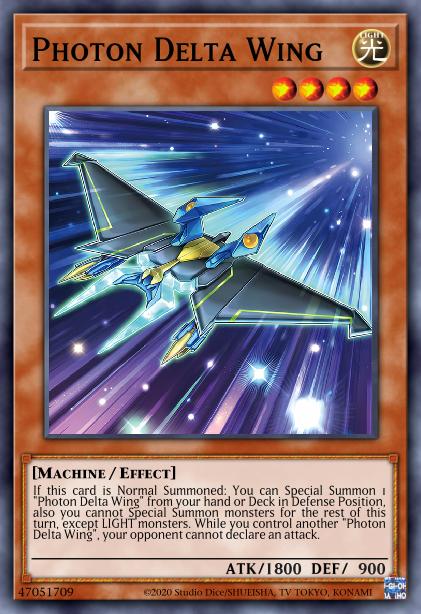 PHOTON DELTA WING
LIGHT
光
[MACHINE / EFFECT]
If this card is Normal Summoned: You can Special Summon 1
"Photon Delta Wing" from your hand or Deck in Defense Position,
also you cannot Special Summon monsters for the rest of this
turn, except LIGHT monsters. While you control another "Photon
Delta Wing", your opponent cannot declare an attack.
ATK/1800 DEF/ 900
47051709 ©2020 Studio Dice/SHUEISHA, TV TOKYO, KONAMI